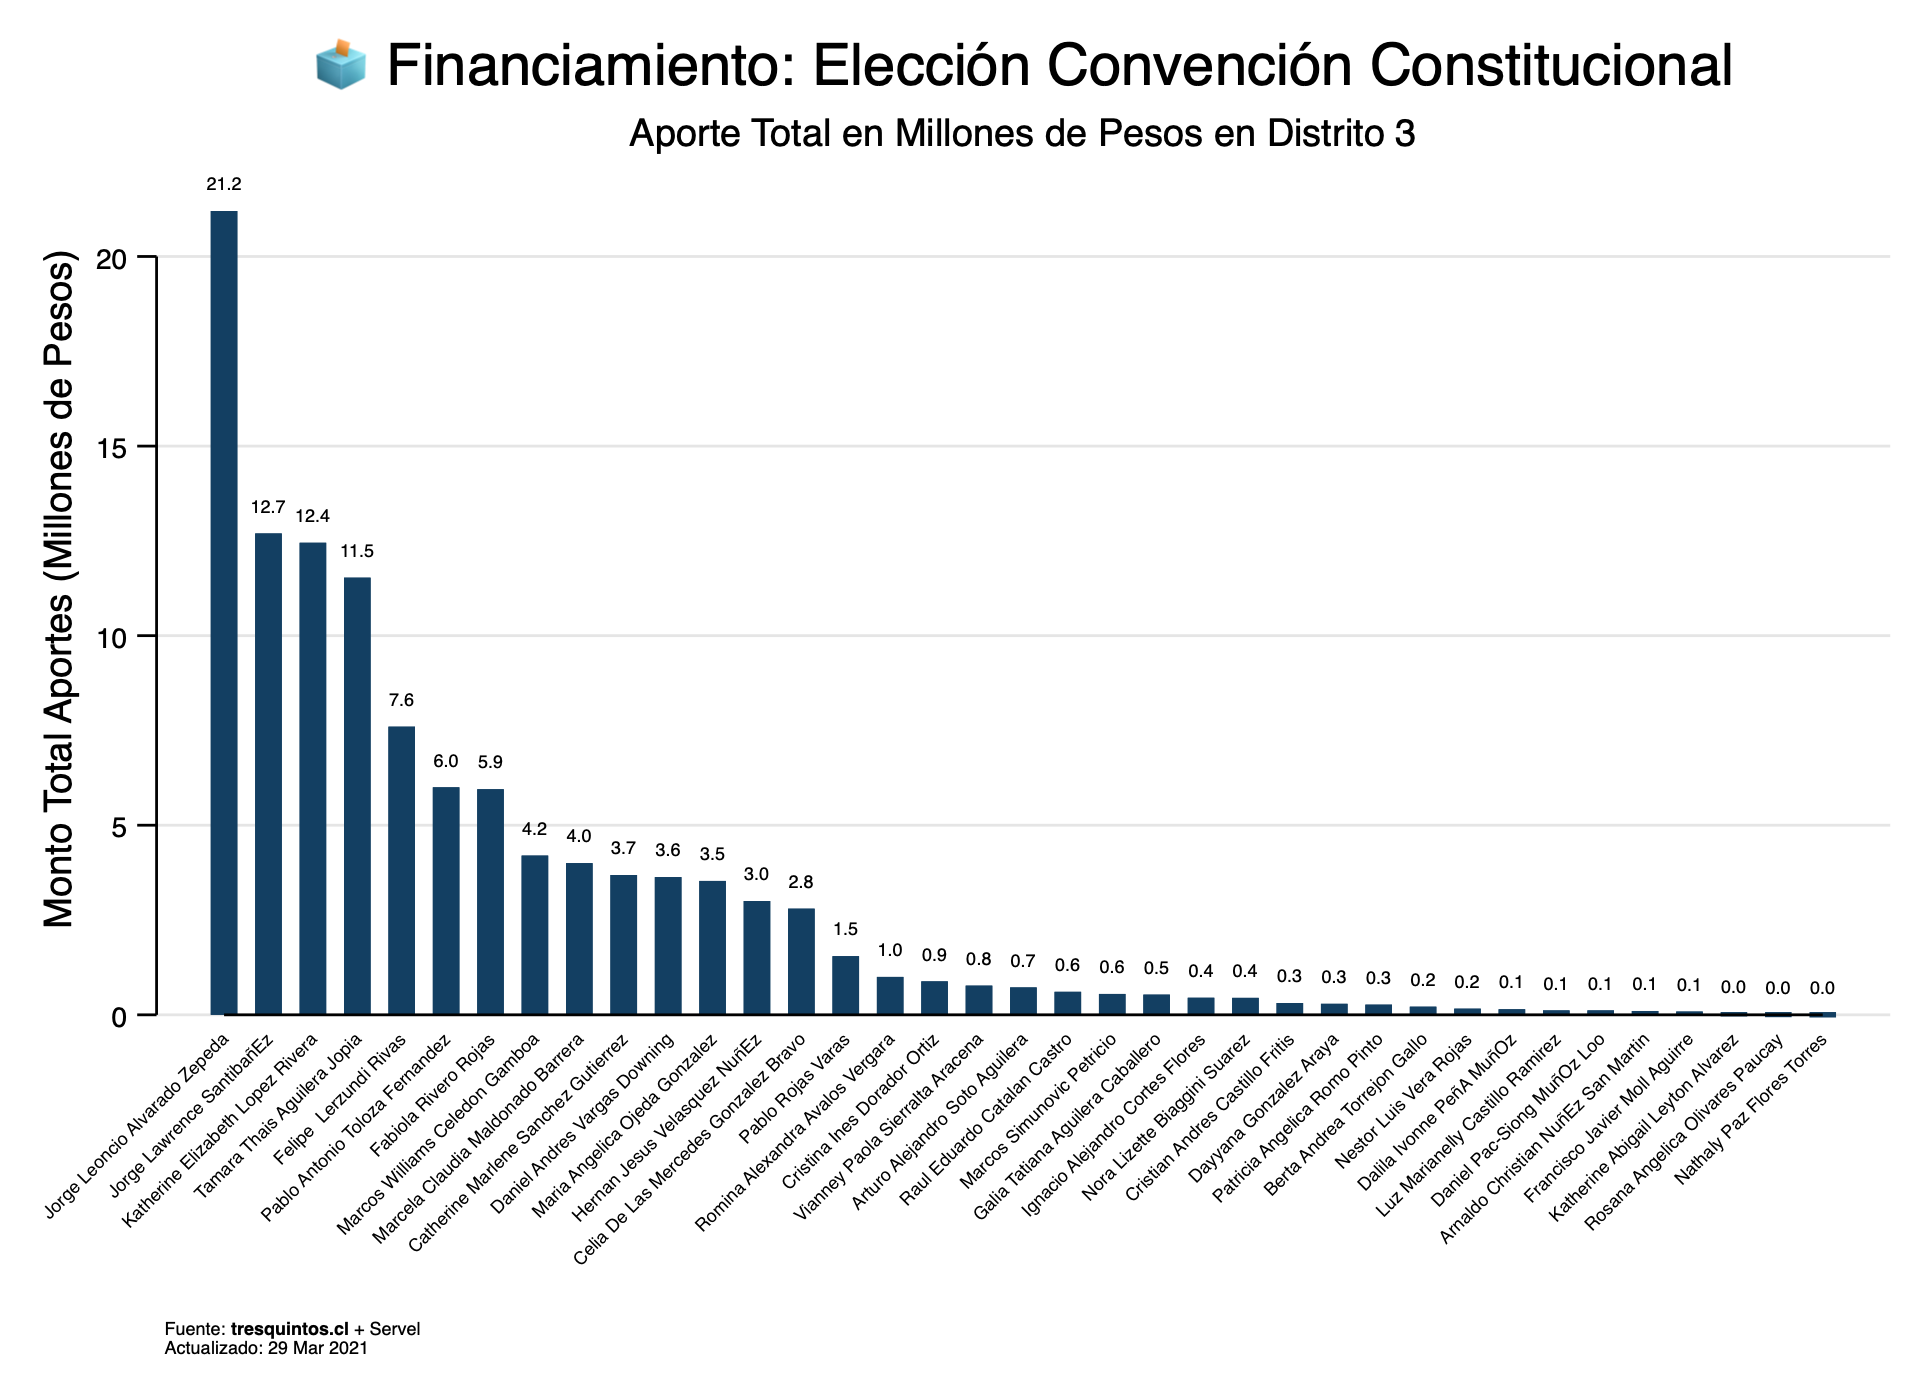 Financiamiento: Elección Convención Constitucional
Aporte Total en Millones de Pesos en Distrito 3
Monto Total Aportes (Millones de Pesos)
20
15
10
5
0
21.2
12.7
12.4
11.5
7.6
6.0
5.9
4.2
4.0
3.7
3.6
3.5
3.0
2.8
1.5
1.0
0.9
0.8
0.7
0.6
0.6
0.5
0.4
0.4
0.3
0.3
0.3
0.2
0.2
0.1
0.1
0.1
0.1
0.1
0.0
0.0
0.0
Jorge Leoncio Alvarado Zepeda
Jorge Lawrence SantibañEz
Katherine Elizabeth Lopez Rivera
Tamara Thais Aguilera Jopia
Felipe  Lerzundi Rivas
Pablo Antonio Toloza Fernandez
Fabiola Rivero Rojas
Marcos Williams Celedon Gamboa
Marcela Claudia Maldonado Barrera
Catherine Marlene Sanchez Gutierrez
Daniel Andres Vargas Downing
Maria Angelica Ojeda Gonzalez
Hernan Jesus Velasquez NuñEz
Celia De Las Mercedes Gonzalez Bravo
Pablo Rojas Varas
Romina Alexandra Avalos Vergara
Cristina Ines Dorador Ortiz
Vianney Paola Sierralta Aracena
Arturo Alejandro Soto Aguilera
Raul Eduardo Catalan Castro
Marcos Simunovic Petricio
Galia Tatiana Aguilera Caballero
Ignacio Alejandro Cortes Flores
Nora Lizette Biaggini Suarez
Cristian Andres Castillo Fritis
Dayyana Gonzalez Araya
Patricia Angelica Romo Pinto
Berta Andrea Torrejon Gallo
Nestor Luis Vera Rojas
Dalila Ivonne PeñA MuñOz
Luz Marianelly Castillo Ramirez
Daniel Pac-Siong MuñOz Loo
Arnaldo Christian NuñEz San Martin
Francisco Javier Moll Aguirre
Katherine Abigail Leyton Alvarez
Rosana Angelica Olivares Paucay
Nathaly Paz Flores Torres
Fuente: tresquintos.cl + Servel
Actualizado: 29 Mar 2021